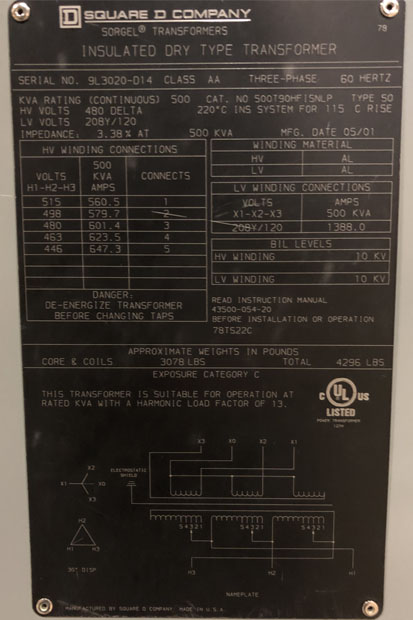 D SQUARE D COMPANY
SORGEL® TRANSFORMERS
78
INSULATED DRY TYPE TRANSFORMER
SERIAL NO. 9L3020-D14 CLASS AA THREE-PHASE 60 HERTZ
KVA RATING (CONTINUOUS) 500 CAT. NO 500T90HFISNLP TYPE 50
HV VOLTS 480 DELTA 220°C INS SYSTEM FOR 115 C RISE
LV VOLTS 208Y/120
IMPEDANCE: 3.38% AT 500 KVA MFG. DATE 05/01
HV WINDING CONNECTIONS
VOLTS H1-H2-H3 500 KVA AMPS CONNECTS
515 560.5 1
498 579.7 2
480 601.4 3
463 623.5 4
446 647.3 5
WINDING MATERIAL
HV AL
LV AL
LV WINDING CONNECTIONS
VOLTS AMPS
X1-X2-X3 500 KVA
208Y/120 1388.0
BIL LEVELS
HV WINDING 10 KV
LV WINDING 10 KV
DANGER:
DE-ENERGIZE TRANSFORMER
BEFORE CHANGING TAPS
READ INSTRUCTION MANUAL
43500-054-20
BEFORE INSTALLATION OR OPERATION
78TS22C
APPROXIMATE WEIGHTS IN POUNDS
CORE & COILS 3078 LBS TOTAL 4296 LBS
EXPOSURE CATEGORY C
THIS TRANSFORMER IS SUITABLE FOR OPERATION AT
RATED KVA WITH A HARMONIC LOAD FACTOR OF 13.
C UL US
LISTED
POWER TRANSFORMER
X3 X0 X2 X1
ELECTROSTATIC
SHIELD
X2
X1 X0
X3
54321 54321 54321
H2
H1 H3
30° DISP
H3 H2 H1
NAMEPLATE
MANUFACTURED BY SQUARE D COMPANY, MADE IN U.S.A.